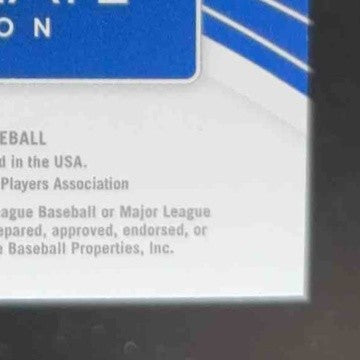 ON
EBALL
d in the USA.
Players Association
ague Baseball or Major League
epared, approved, endorsed, or
e Baseball Properties, Inc.